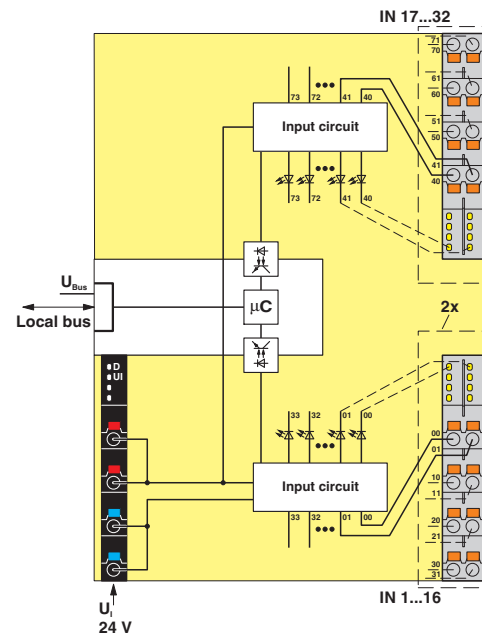 IN 17...32
71
70
61
60
51
50
41
40
73 72 41 40
Input circuit
73 72 41 40
U Bus
Local bus
µC
2x
D
UI
33 32 01 00
Input circuit
33 32 01 00
00
01
10
11
20
21
30
31
IN 1...16
U I
24 V